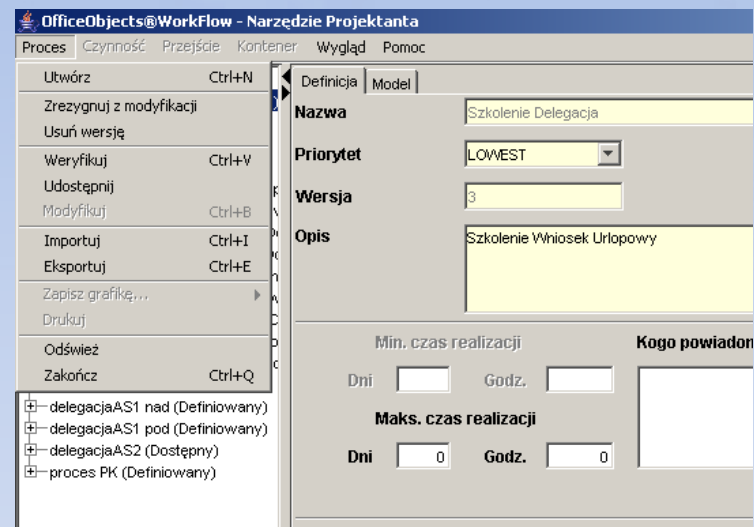 OfficeObjects®WorkFlow - Narzędzie Projektanta
Proces Czynność Przejście Kontener Wygląd Pomoc
Utwórz Ctrl+N
Zrezygnuj z modyfikacji
Usuń wersję
Weryfikuj Ctrl+V
Udostępnij
Modyfikuj Ctrl+B
Importuj Ctrl+I
Eksportuj Ctrl+E
Zapisz grafikę...
Drukuj
Odśwież
Zakończ Ctrl+Q
delegacjaAS1 nad (Definiowany)
delegacjaAS1 pod (Definiowany)
delegacjaAS2 (Dostępny)
proces PK (Definiowany)
Definicja Model
Nazwa Szkolenie Delegacja
Priorytet LOWEST
Wersja 3
Opis Szkolenie Wniosek Urlopowy
Min. czas realizacji Kogo powiadon
Dni Godz.
Maks. czas realizacji
Dni 0 Godz. 0